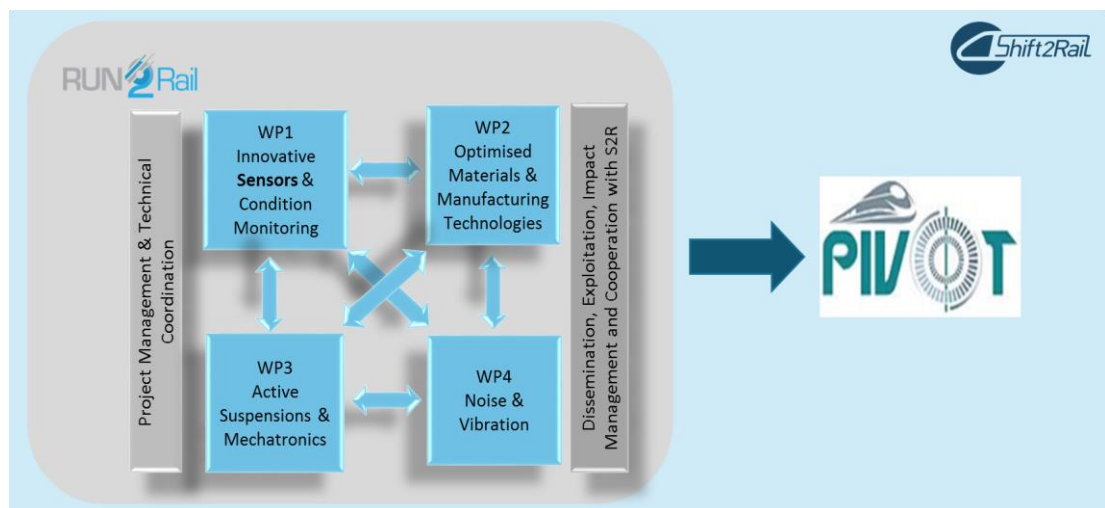 RUN2Rail
Shift2Rail
Project Management & Technical
Coordination
WP1
Innovative
Sensors &
Condition
Monitoring
WP2
Optimised
Materials &
Manufacturing
Technologies
WP3
Active
Suspensions &
Mechatronics
WP4
Noise &
Vibration
Dissemination, Exploitation, Impact
Management and Cooperation with S2R
PIVOT